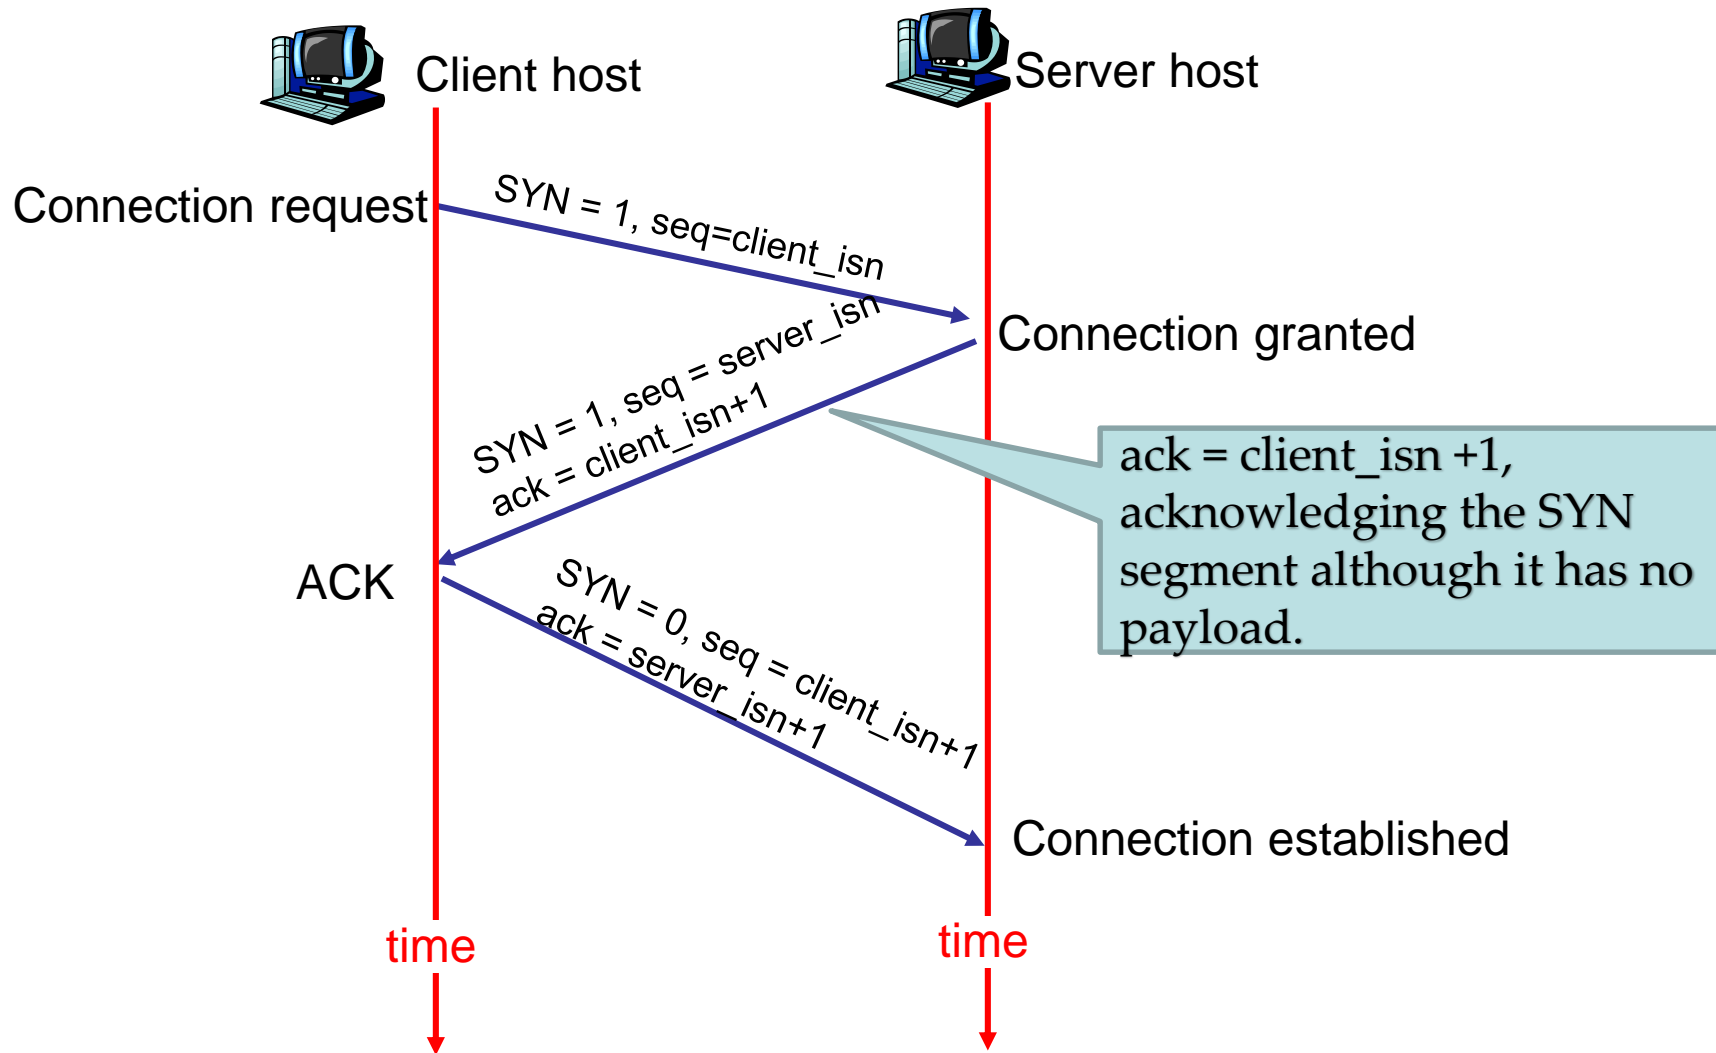 Client host
Server host
Connection request
SYN = 1, seq=client_isn
Connection granted
SYN = 1, seq = server_isn
ack = client_isn+1
ack = client_isn +1,
acknowledging the SYN
segment although it has no
payload.
ACK
SYN = 0, seq = client_isn+1
ack = server_isn+1
Connection established
time
time